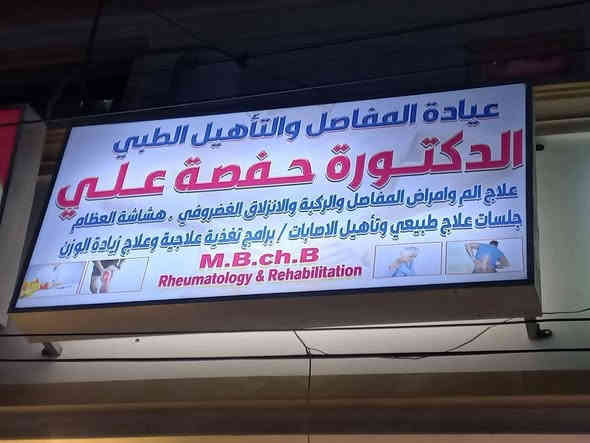 عيادة المفاصل والتأهيل الطبي
الدكتورة حفصة علي
علاج الم وامراض المفاصل والركبة والانزلاق الغضروفي . هشاشة العظام
جلسات علاج طبيعي وتأهيل الاصابات / برامج تغذية علاجية وعلاج زيادة الوزن
M.B.ch.B
Rheumatology & Rehabilitation